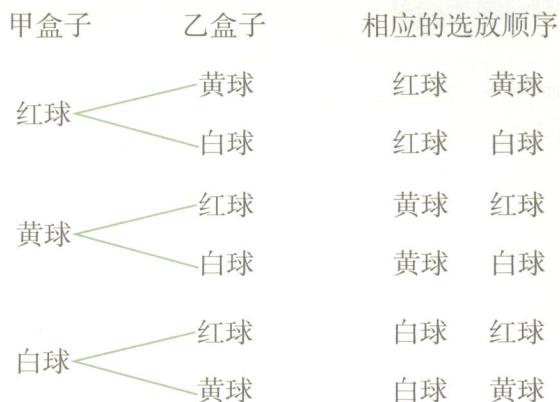 甲盒子 乙盒子 相应的选放顺序
黄球 红球 黄球
红球
白球 红球 白球
红球 黄球 红球
黄球
白球 黄球 白球
红球 白球 红球
白球
黄球 白球 黄球